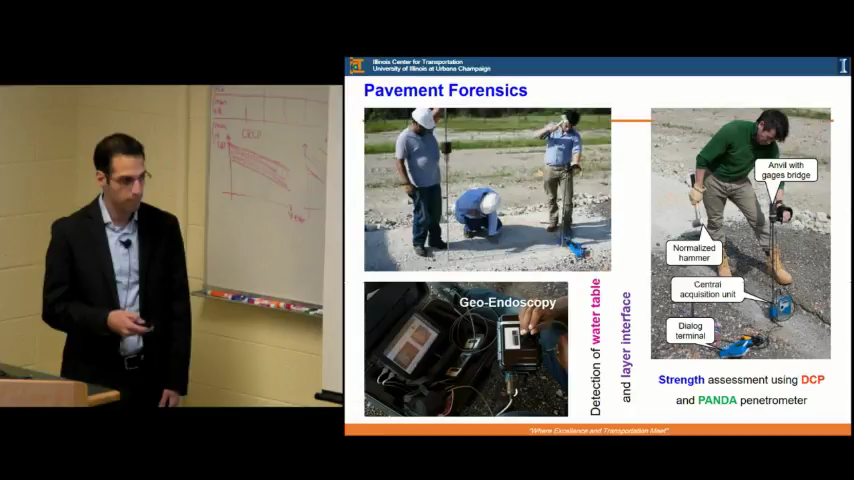 Illinois Center for Transportation
University of Illinois at Urbana Champaign
Pavement Forensics
Anvil with
gages bridge
Normalized
hammer
Central
acquisition unit
Dialog
terminal
Geo-Endoscopy
Detection of water table
and layer interface
Strength assessment using DCP
and PANDA penetrometer
"Where Excellence and Transportation Meet"